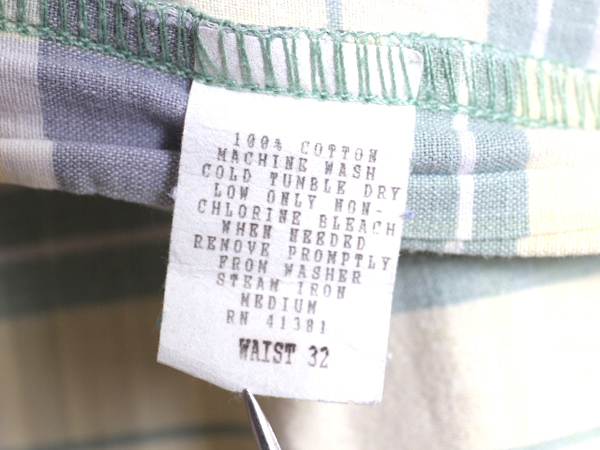 100% COTTON
MACHINE WASH
COLD TUMBLE DRY
LOW ONLY NON-
CHLORINE BLEACH
WHEN NEEDED
REMOVE PROMPTLY
FROM WASHER
STEAM IRON
MEDIUM
RN 41381
WAIST 32